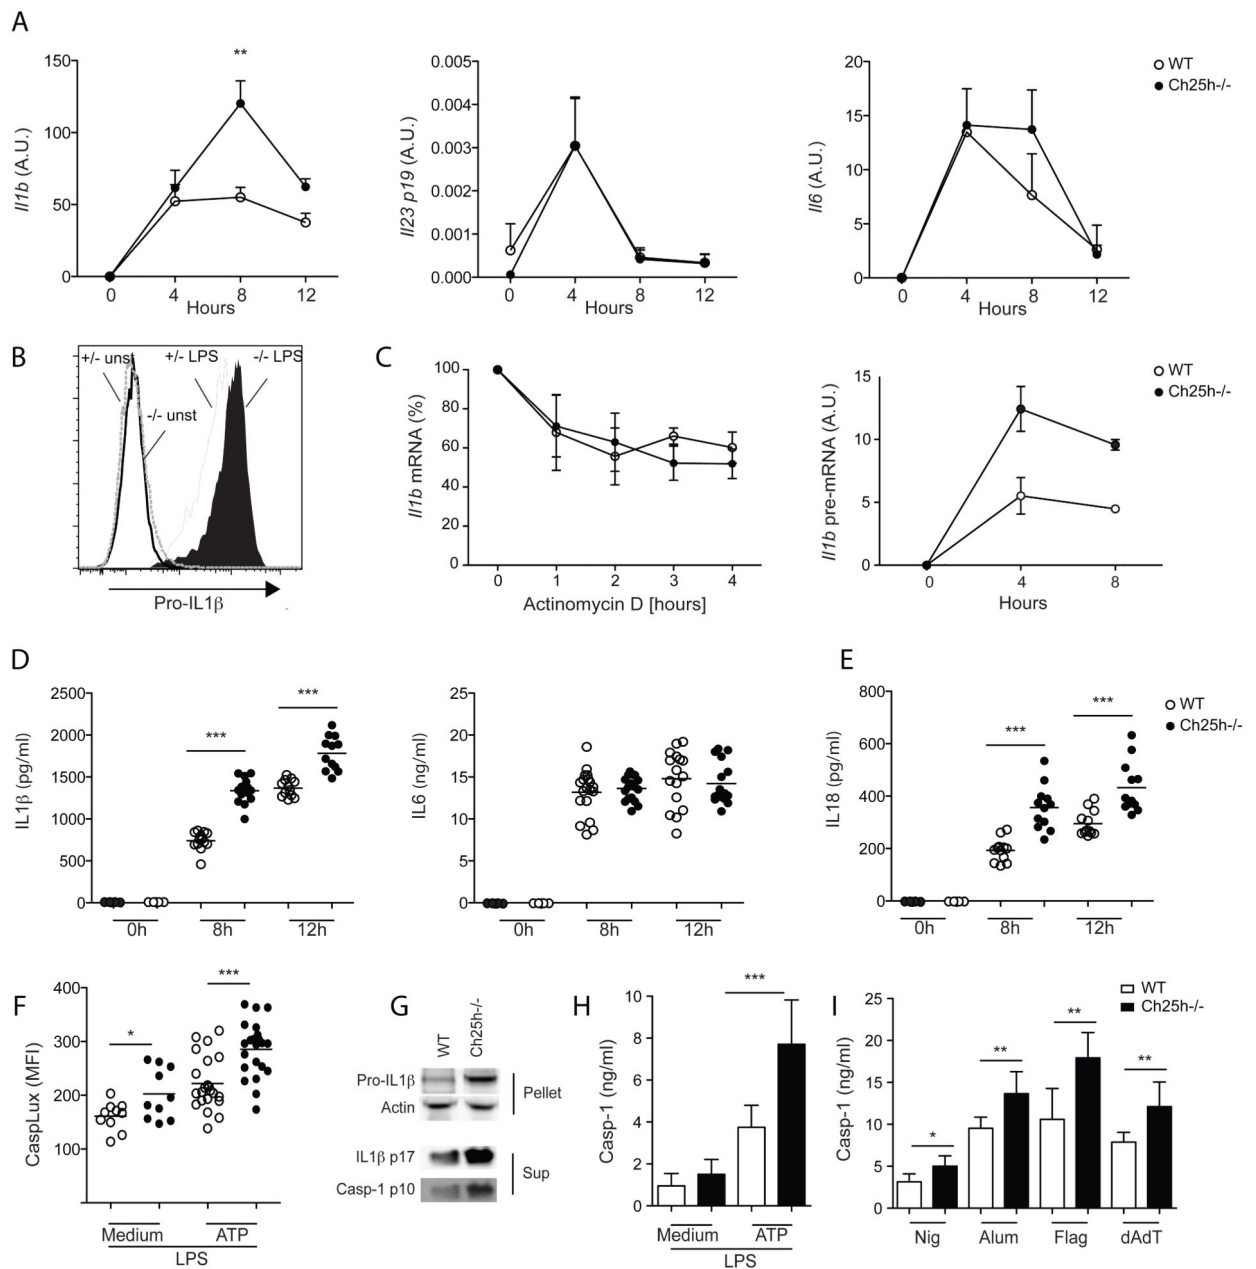 A
Il1b (A.U.)
150
100
50
0
**
0 4 8 12
Hours
Il23 p19 (A.U.)
0.005
0.004
0.003
0.002
0.001
0.000
0 4 8 12
Hours
Il6 (A.U.)
20
15
10
5
0
0 4 8 12
Hours
WT
Ch25h-/-
B
+/- unst
+/- LPS
-/- LPS
-/- unst
Pro-IL1β
C
Il1b mRNA (%)
100
80
60
40
20
0
0 1 2 3 4
Actinomycin D [hours]
Il1b pre-mRNA (A.U.)
15
10
5
0
0 4 8
Hours
WT
Ch25h-/-
D
IL1β (pg/ml)
2500
2000
1500
1000
500
0
***
***
0h 8h 12h
IL6 (ng/ml)
25
20
15
10
5
0
0h 8h 12h
E
IL18 (pg/ml)
800
600
400
200
0
***
***
0h 8h 12h
WT
Ch25h-/-
F
CaspLux (MFI)
400
300
200
100
*
***
Medium ATP
LPS
G
WT
Ch25h-/-
Pro-IL1β
Actin
Pellet
IL1β p17
Casp-1 p10
Sup
H
Casp-1 (ng/ml)
10
8
6
4
2
0
***
Medium ATP
LPS
I
Casp-1 (ng/ml)
25
20
15
10
5
0
*
**
**
**
Nig Alum Flag dAdT
WT
Ch25h-/-